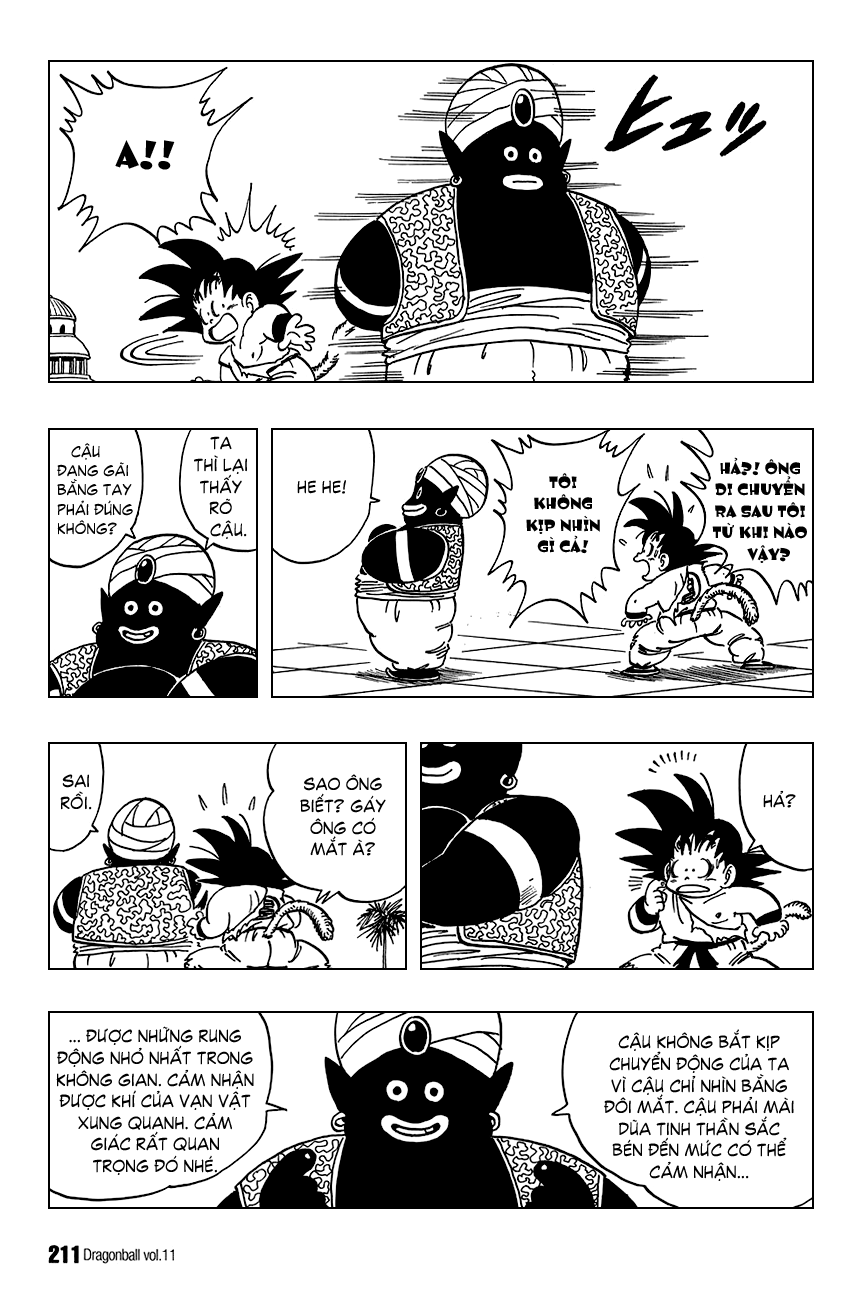 ヒュッ
A!!
HẢ?! ÔNG
DI CHUYỂN
RA SAU TÔI
TỪ KHI NÀO
VẬY?
TÔI
KHÔNG
KỊP NHÌN
GÌ CẢ!
HE HE!
TA
THÌ LẠI
THẤY
RÕ
CẬU.
CẬU
ĐANG GÃI
BẰNG TAY
PHẢI ĐÚNG
KHÔNG?
HẢ?
SAO ÔNG
BIẾT? GÁY
ÔNG CÓ
MẮT À?
SAI
RỒI.
CẬU KHÔNG BẮT KỊP
CHUYỂN ĐỘNG CỦA TA
VÌ CẬU CHỈ NHÌN BẰNG
ĐÔI MẮT. CẬU PHẢI MÀI
DŨA TINH THẦN SẮC
BÉN ĐẾN MỨC CÓ THỂ
CẢM NHẬN...
... ĐƯỢC NHỮNG RUNG
ĐỘNG NHỎ NHẤT TRONG
KHÔNG GIAN. CẢM NHẬN
ĐƯỢC KHÍ CỦA VẠN VẬT
XUNG QUANH. CẢM
GIÁC RẤT QUAN
TRỌNG ĐÓ NHÉ.
211 Dragonball vol.11